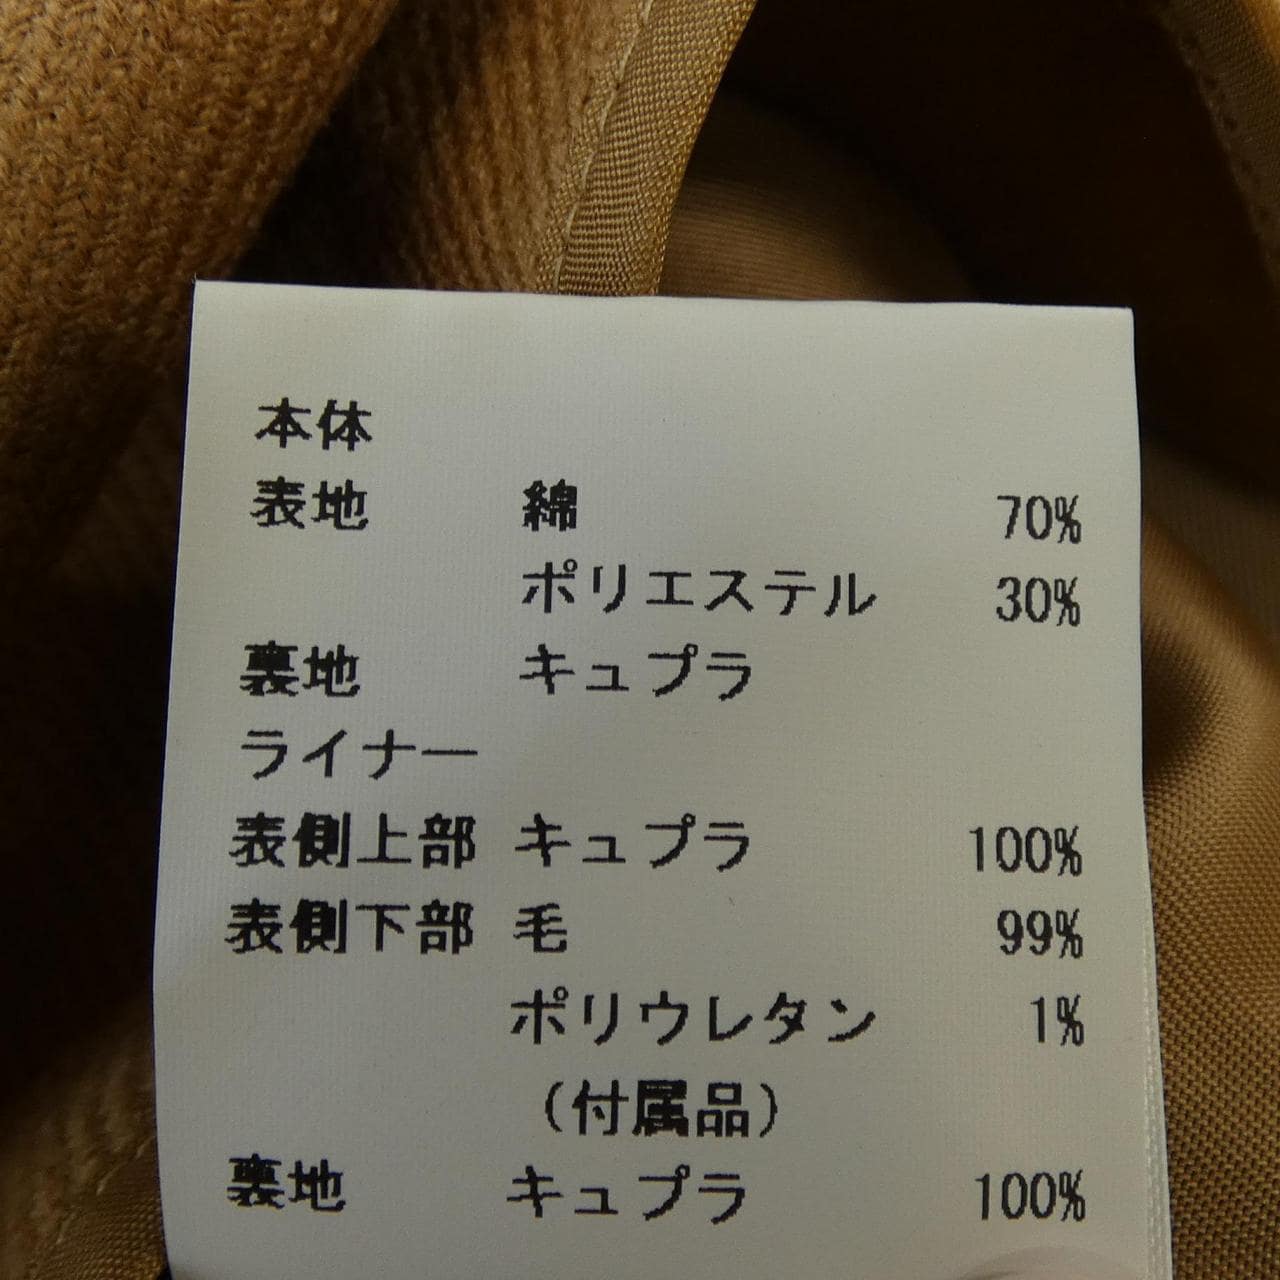 本体
表地 綿 70%
ポリエステル 30%
裏地 キュプラ
ライナー
表側上部 キュプラ 100%
表側下部 毛 99%
ポリウレタン 1%
(付属品)
裏地 キュプラ 100%